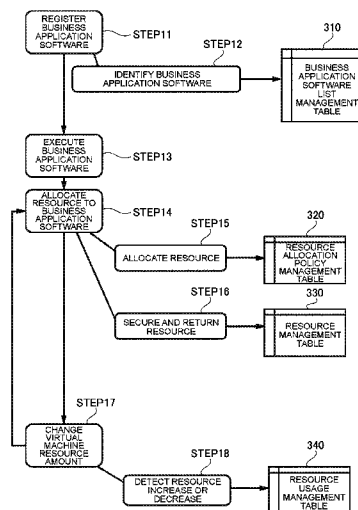 REGISTER
BUSINESS
APPLICATION
SOFTWARE
STEP11
STEP12
IDENTIFY BUSINESS
APPLICATION SOFTWARE
310
BUSINESS
APPLICATION
SOFTWARE
LIST
MANAGEMENT
TABLE
EXECUTE
BUSINESS
APPLICATION
SOFTWARE
STEP13
ALLOCATE
RESOURCE TO
BUSINESS
APPLICATION
SOFTWARE
STEP14
STEP15
ALLOCATE RESOURCE
320
RESOURCE
ALLOCATION
POLICY
MANAGEMENT
TABLE
STEP16
SECURE AND RETURN
RESOURCE
330
RESOURCE
MANAGEMENT
TABLE
STEP17
CHANGE
VIRTUAL
MACHINE
RESOURCE
AMOUNT
STEP18
DETECT RESOURCE
INCREASE OR
DECREASE
340
RESOURCE
USAGE
MANAGEMENT
TABLE